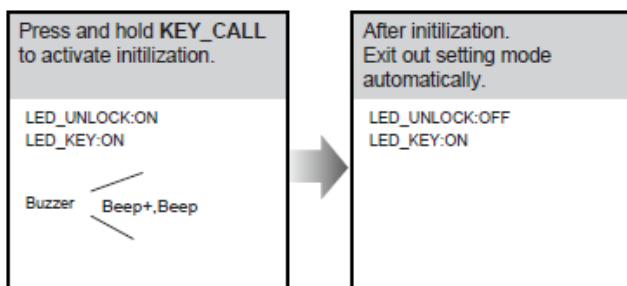 Press and hold KEY_CALL
to activate initilization.
LED_UNLOCK:ON
LED_KEY:ON
Buzzer
Beep+,Beep
After initilization.
Exit out setting mode
automatically.
LED_UNLOCK:OFF
LED_KEY:ON